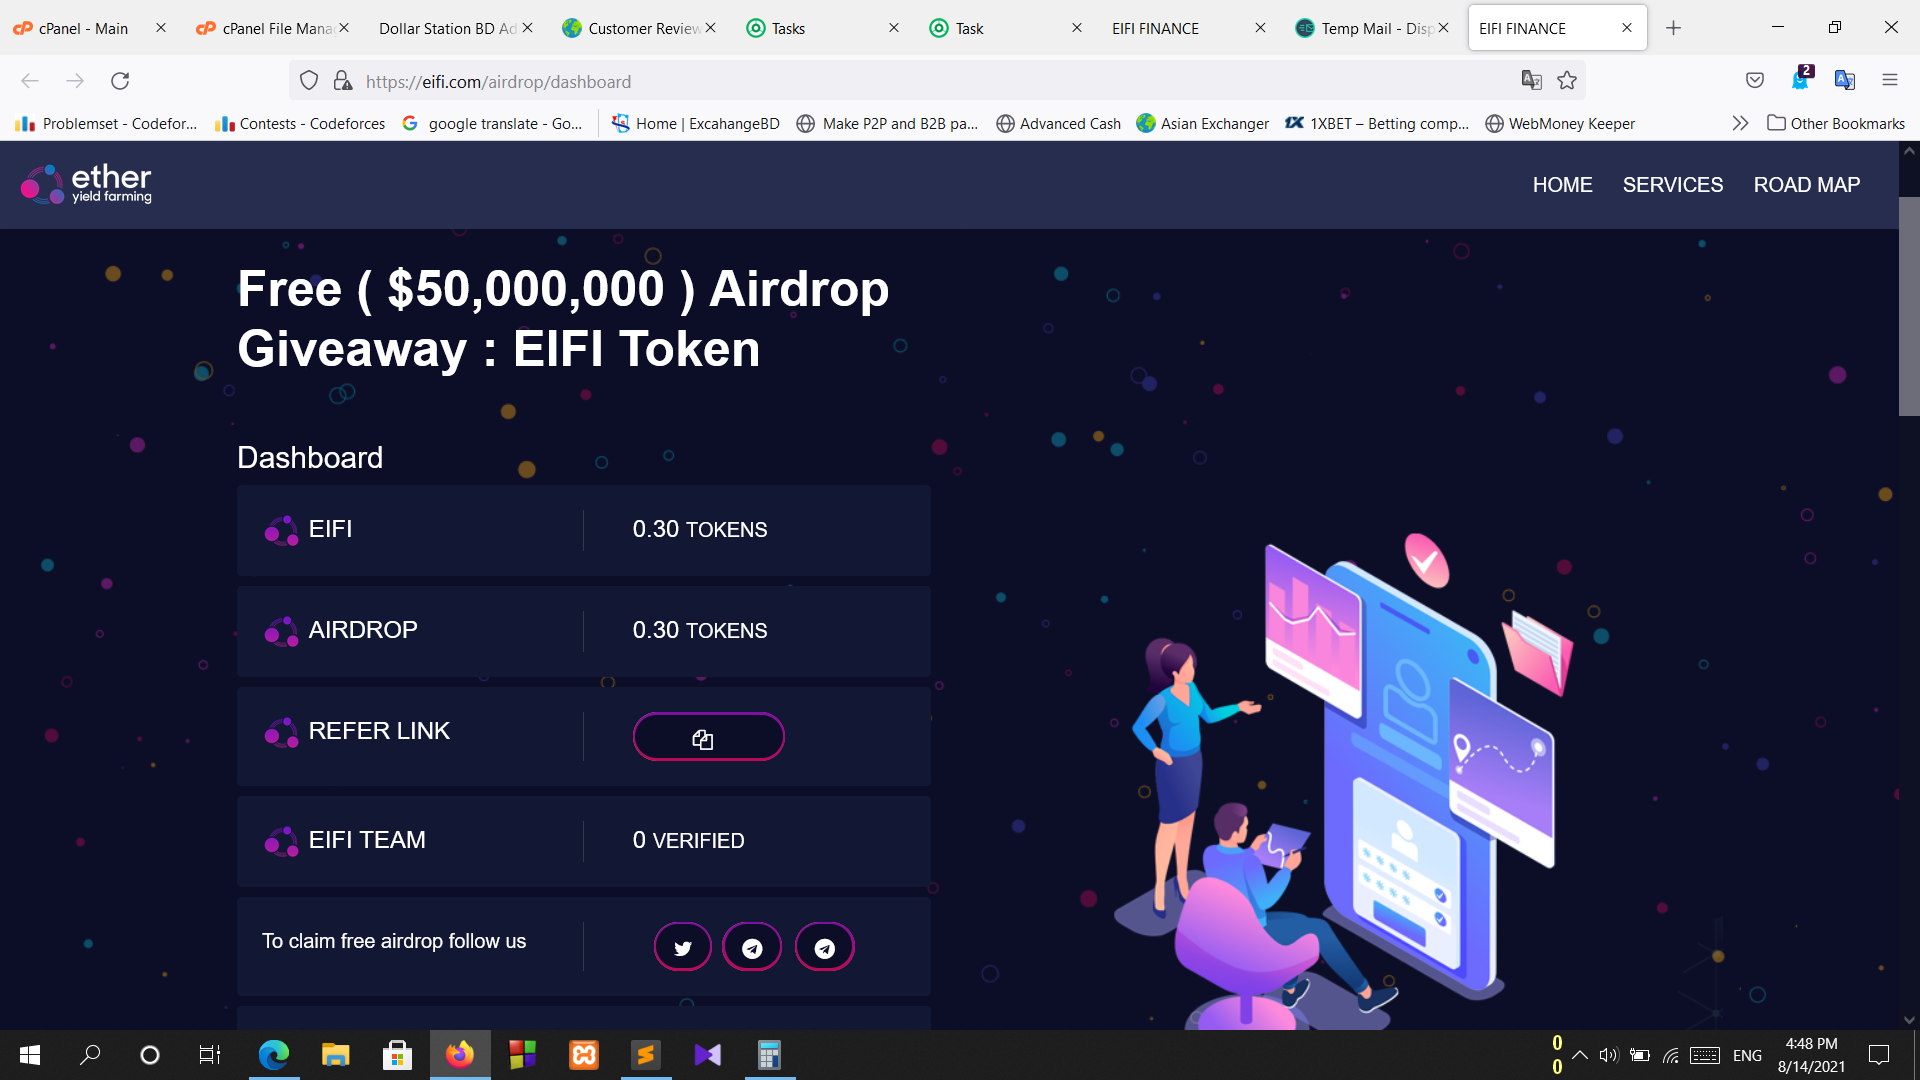 cPanel - Main
cPanel File Mana
Dollar Station BD Ad
Customer Review
Tasks
Task
EIFI FINANCE
Temp Mail - Disp
EIFI FINANCE
https://eifi.com/airdrop/dashboard
2
Problemset - Codefor...
Contests - Codeforces
google translate - Go...
Home | ExcahangeBD
Make P2P and B2B pa...
Advanced Cash
Asian Exchanger
1XBET – Betting comp...
WebMoney Keeper
Other Bookmarks
ether
yield farming
HOME
SERVICES
ROAD MAP
Free ( $50,000,000 ) Airdrop
Giveaway : EIFI Token
Dashboard
EIFI
0.30 TOKENS
AIRDROP
0.30 TOKENS
REFER LINK
EIFI TEAM
0 VERIFIED
To claim free airdrop follow us
0
0
ENG
4:48 PM
8/14/2021